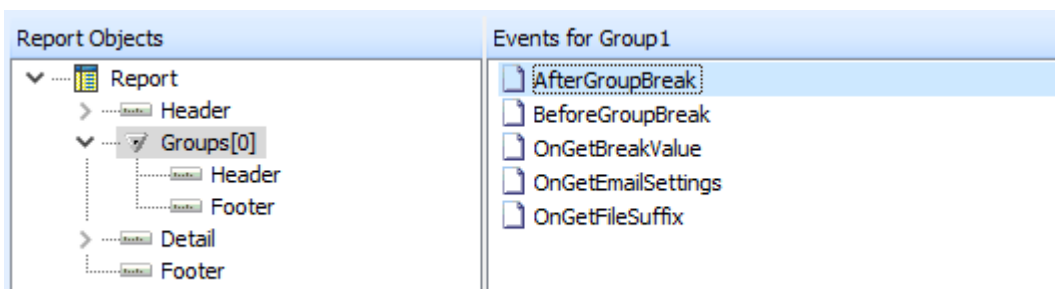 Report Objects
Report
Header
Groups[0]
Header
Footer
Detail
Footer
Events for Group1
AfterGroupBreak
BeforeGroupBreak
OnGetBreakValue
OnGetEmailSettings
OnGetFileSuffix